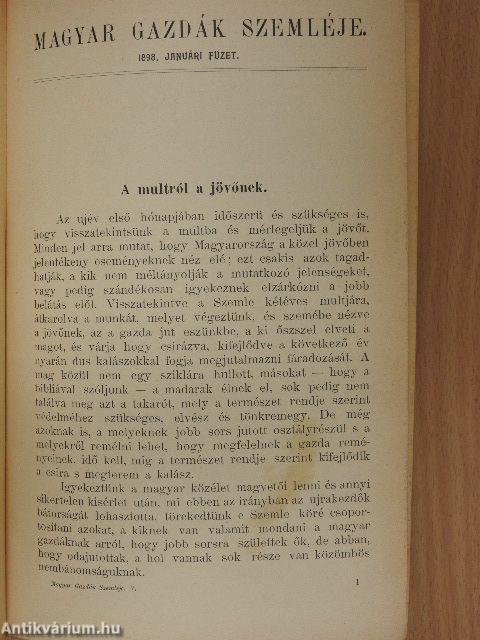 MAGYAR GAZDÁK SZEMLÉJE.
1898. JANUÁRI FÜZET.
A multról a jövőnek.
Az ujév első hónapjában időszerü és szükséges is,
hogy visszatekintsünk a multba és mérlegeljük a jövőt.
Minden jel arra mutat, hogy Magyarország a közel jövőben
jelentékeny eseményeknek néz elé; ezt csakis azok tagad-
hatják, a kik nem méltányolják a mutatkozó jelenségeket,
vagy pedig szándékosan igyekeznek elzárkózni a jobb
belátás elől. Visszatekintve a Szemle kétéves multjára,
átkarolva a munkát, melyet végeztünk, és szemébe nézve
a jövőnek, az a gazda jut eszünkbe, a ki őszszel elveti a
magot, és várja hogy csirázva, kifejlődve a következő év
nyarán dus kalászokkal fogja megjutalmazni fáradozását. A
mag közül nem egy sziklára hullott, másokat — hogy a
bibliával szóljunk — a madarak élnek el, sok pedig nem
találva meg azt a takarót, mely a természet rendje szerint
védelméhez szükséges, elvész és tönkremegy. De még
azoknak is, a melyeknek jobb sors jutott osztályrészül s a
melyekről remélni lehet, hogy megfelelnek a gazda remé-
nyeinek, idő kell, mig a természet rendje szerint kifejlődik
a csira s megterem a kalász.
Igyekeztünk a magyar közélet magvetői lenni és annyi
sikertelen kisérlet után, mi ebben az irányban az ujrakezdők
bátorságát lohasztotta, törekedtünk e Szemle köré csopor-
tositani azokat, a kiknek van valamit mondani a magyar
gazdáknak arról, hogy jobb sorsra születtek ők, de abban,
hogy odajutottak, a hol vannak sok része van közömbös
nembánomságuknak.
Magyar Gazdák Szemléje. V. 1
Antikvárium.hu